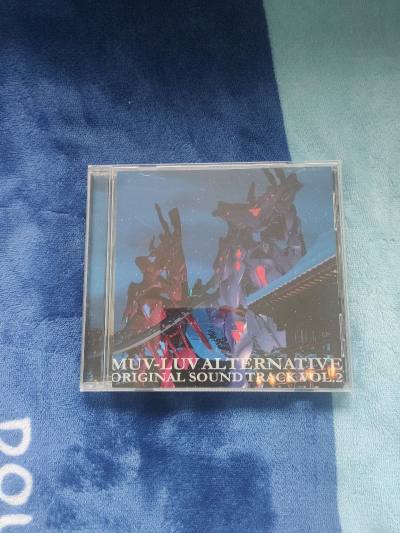 MUV-LUV ALTERNATIVE
ORIGINAL SOUND TRACK VOL.2